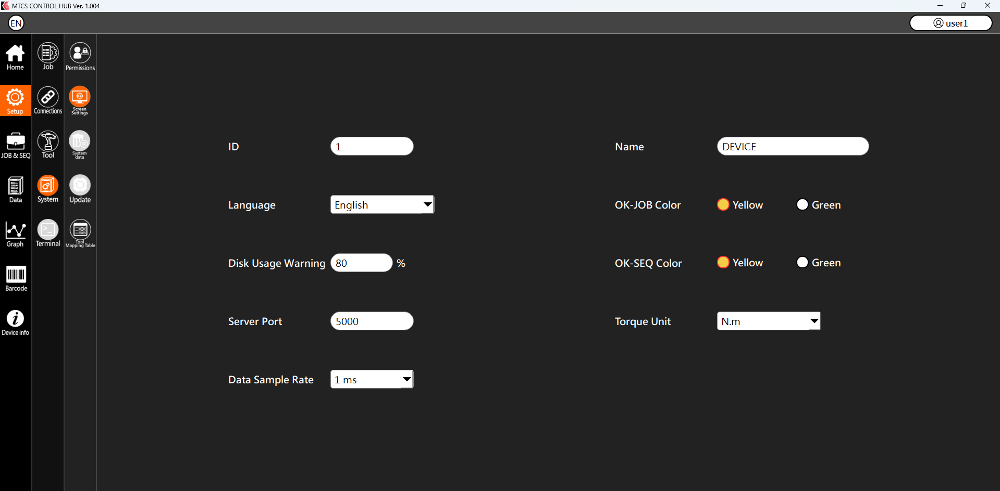 MTCS CONTROL HUB Ver. 1.004
EN
user1
Home
Setup
JOB & SEQ
Data
Graph
Barcode
Device info
Job
Connections
Tool
System
Terminal
Permissions
Screen
Settings
System
data
Update
Tool
Mapping Table
ID
1
Name
DEVICE
Language
English
OK-JOB Color
Yellow
Green
Disk Usage Warning
80
%
OK-SEQ Color
Yellow
Green
Server Port
5000
Torque Unit
N.m
Data Sample Rate
1 ms